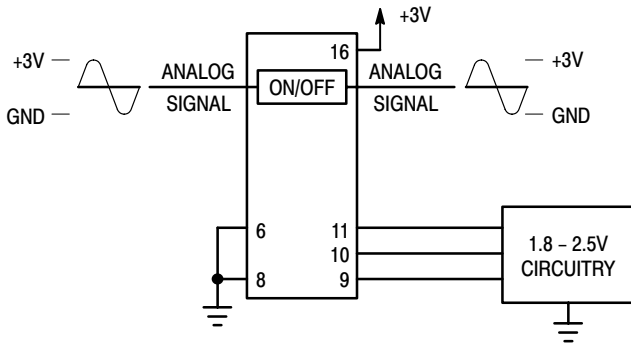 +3V
16
+3V
ANALOG
SIGNAL
ON/OFF
ANALOG
SIGNAL
+3V
GND
GND
6
11
10
8
9
1.8 – 2.5V
CIRCUITRY